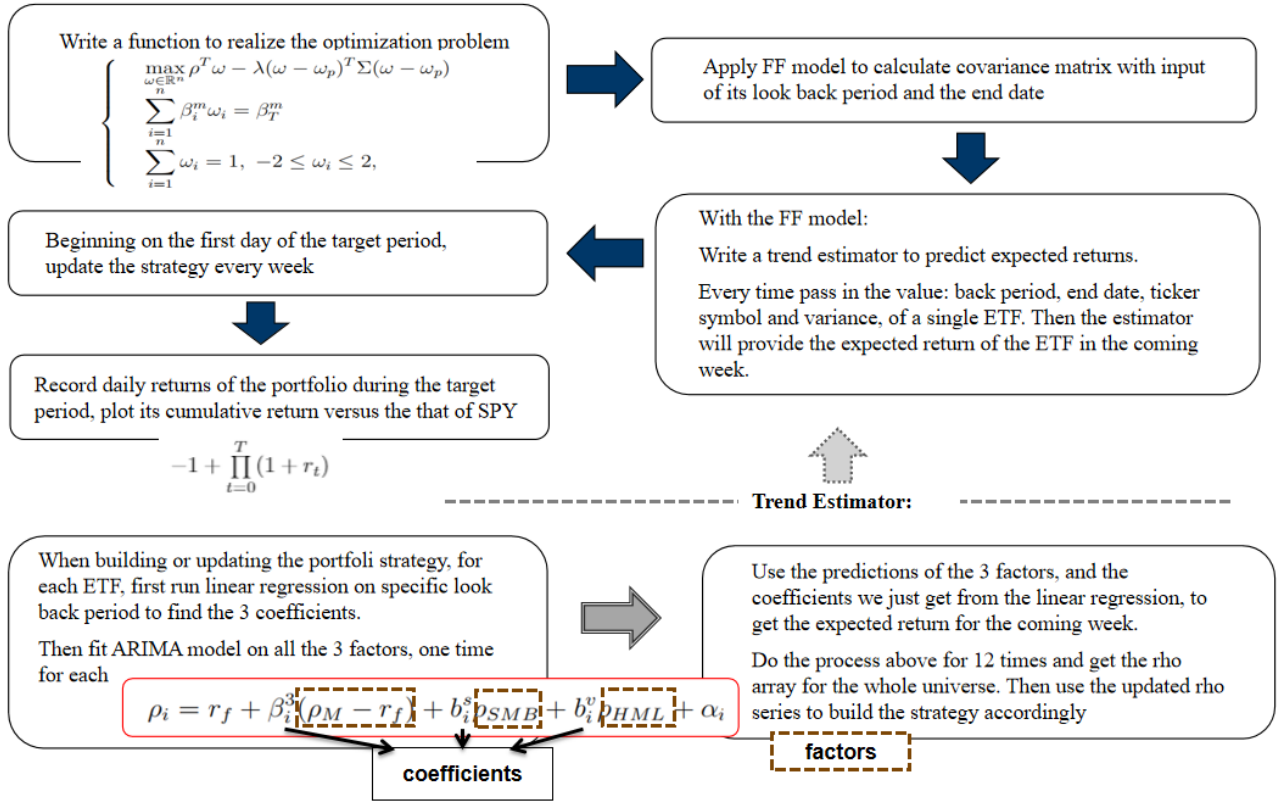 Write a function to realize the optimization problem
max ρ^T ω − λ(ω − ω_p)^T Σ(ω − ω_p)
ω∈ℝ^n
n
∑ β_i^m ω_i = β_T^m
i=1
n
∑ ω_i = 1, −2 ≤ ω_i ≤ 2,
i=1
Apply FF model to calculate covariance matrix with input
of its look back period and the end date
With the FF model:
Write a trend estimator to predict expected returns.
Every time pass in the value: back period, end date, ticker
symbol and variance, of a single ETF. Then the estimator
will provide the expected return of the ETF in the coming
week.
Beginning on the first day of the target period,
update the strategy every week
Record daily returns of the portfolio during the target
period, plot its cumulative return versus the that of SPY
T
−1 + ∏ (1 + r_t)
t=0
Trend Estimator:
When building or updating the portfoli strategy, for
each ETF, first run linear regression on specific look
back period to find the 3 coefficients.
Then fit ARIMA model on all the 3 factors, one time
for each
ρ_i = r_f + β_i^3(ρ_M − r_f) + b_i^s ρ_SMB + b_i^v ρ_HML + α_i
coefficients
Use the predictions of the 3 factors, and the
coefficients we just get from the linear regression, to
get the expected return for the coming week.
Do the process above for 12 times and get the rho
array for the whole universe. Then use the updated rho
series to build the strategy accordingly
factors